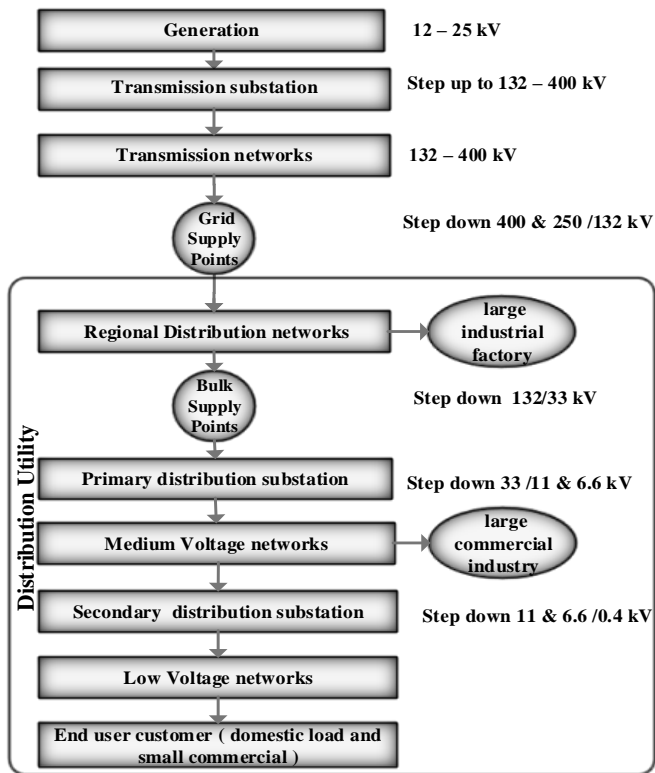 Generation
12 – 25 kV
Transmission substation
Step up to 132 – 400 kV
Transmission networks
132 – 400 kV
Grid
Supply
Points
Step down 400 & 250 /132 kV
Distribution Utility
Regional Distribution networks
large
industrial
factory
Bulk
Supply
Points
Step down 132/33 kV
Primary distribution substation
Step down 33 /11 & 6.6 kV
Medium Voltage networks
large
commercial
industry
Secondary distribution substation
Step down 11 & 6.6 /0.4 kV
Low Voltage networks
End user customer ( domestic load and
small commercial )